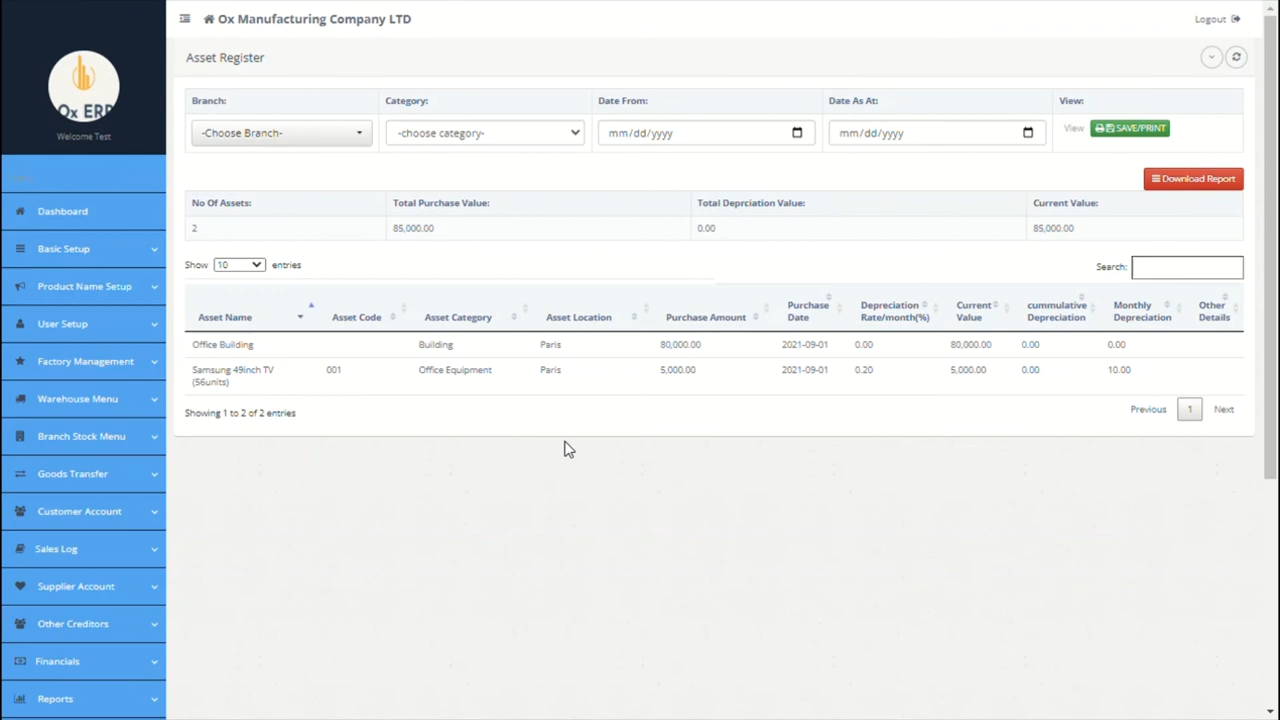 Ox Manufacturing Company LTD
Logout
Asset Register
Ox ERP
Welcome Test
Dashboard
Basic Setup
Product Name Setup
User Setup
Factory Management
Warehouse Menu
Branch Stock Menu
Goods Transfer
Customer Account
Sales Log
Supplier Account
Other Creditors
Financials
Reports
Branch: Category: Date From: Date As At: View:
-Choose Branch- -choose category- mm/dd/yyyy mm/dd/yyyy View SAVE/PRINT
Download Report
No Of Assets: Total Purchase Value: Total Deprciation Value: Current Value:
2 85,000.00 0.00 85,000.00
Show 10 entries Search:
Asset Name Asset Code Asset Category Asset Location Purchase Amount Purchase Date Depreciation Rate/month(%) Current Value cummulative Depreciation Monthly Depreciation Other Details
Office Building Building Paris 80,000.00 2021-09-01 0.00 80,000.00 0.00 0.00
Samsung 49inch TV 001 Office Equipment Paris 5,000.00 2021-09-01 0.20 5,000.00 0.00 10.00
(56units)
Showing 1 to 2 of 2 entries Previous 1 Next